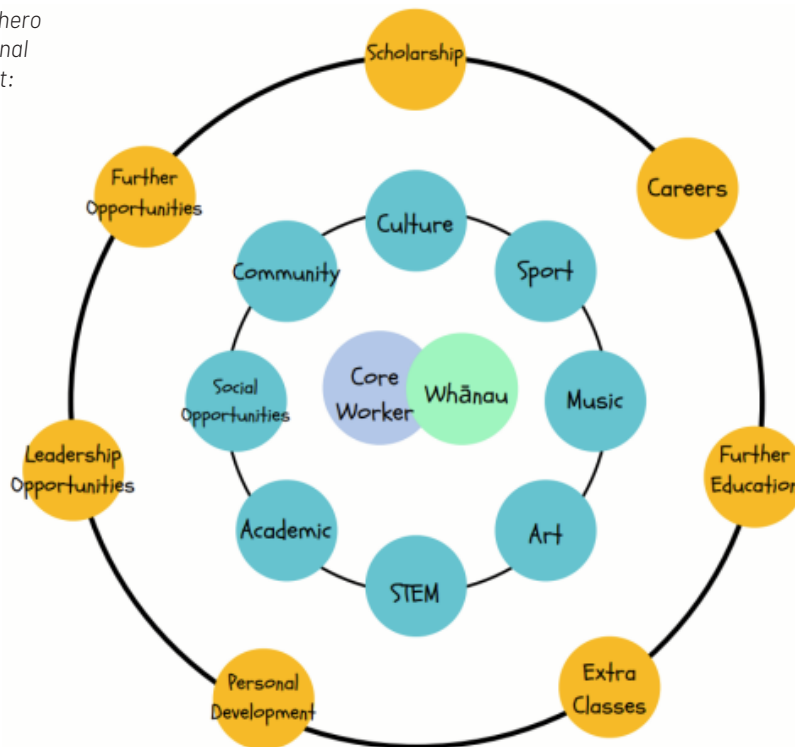 hero
nal
t:
Scholarship
Further
Opportunities
Careers
Culture
Community
Sport
Core
Worker
Whānau
Social
Opportunities
Music
Leadership
Opportunities
Further
Education
Academic
Art
STEM
Extra
Classes
Personal
Development